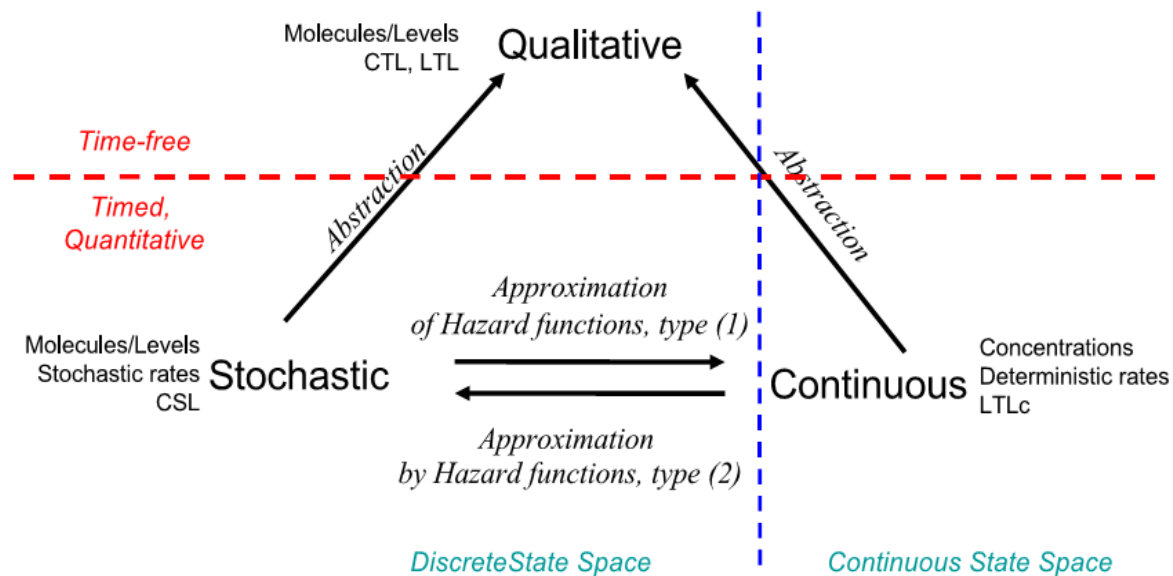 Molecules/Levels
CTL, LTL
Qualitative
Time-free
Timed,
Quantitative
Abstraction
Abstraction
Approximation
of Hazard functions, type (1)
Molecules/Levels
Stochastic rates
CSL
Stochastic
Continuous
Concentrations
Deterministic rates
LTLc
Approximation
by Hazard functions, type (2)
DiscreteState Space
Continuous State Space